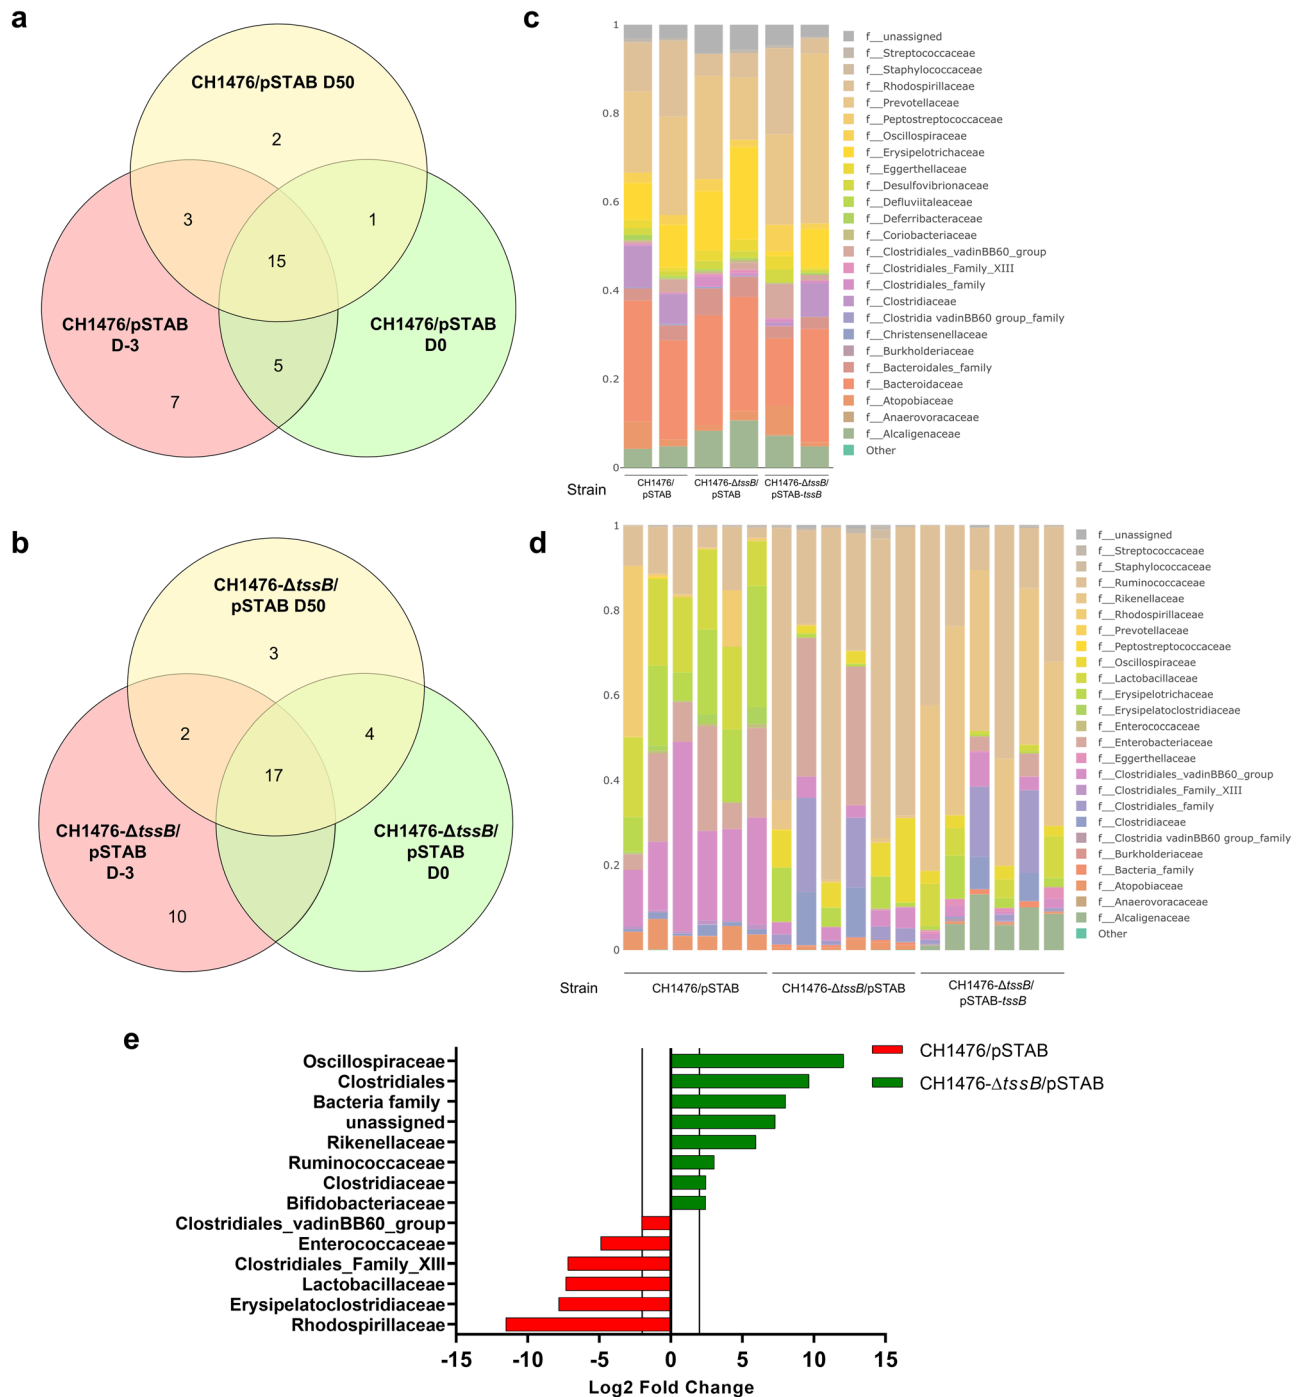 a
CH1476/pSTAB D50
2
3
1
15
CH1476/pSTAB
D-3
CH1476/pSTAB
D0
5
7
b
CH1476-ΔtssB/
pSTAB D50
3
2
4
17
CH1476-ΔtssB/
pSTAB
D-3
CH1476-ΔtssB/
pSTAB
D0
10
c
1
0.8
0.6
0.4
0.2
0
Strain
CH1476/
pSTAB
CH1476-ΔtssB/
pSTAB
CH1476-ΔtssB/
pSTAB-tssB
f__unassigned
f__Streptococcaceae
f__Staphylococcaceae
f__Rhodospirillaceae
f__Prevotellaceae
f__Peptostreptococcaceae
f__Oscillospiraceae
f__Erysipelotrichaceae
f__Eggerthellaceae
f__Desulfovibrionaceae
f__Defluviitaleaceae
f__Deferribacteraceae
f__Coriobacteriaceae
f__Clostridiales_vadinBB60_group
f__Clostridiales_Family_XIII
f__Clostridiales_family
f__Clostridiaceae
f__Clostridia vadinBB60 group_family
f__Christensenellaceae
f__Burkholderiaceae
f__Bacteroidales_family
f__Bacteroidaceae
f__Atopobiaceae
f__Anaerovoracaceae
f__Alcaligenaceae
Other
d
1
0.8
0.6
0.4
0.2
0
Strain
CH1476/pSTAB
CH1476-ΔtssB/pSTAB
CH1476-ΔtssB/
pSTAB-tssB
f__unassigned
f__Streptococcaceae
f__Staphylococcaceae
f__Ruminococcaceae
f__Rikenellaceae
f__Rhodospirillaceae
f__Prevotellaceae
f__Peptostreptococcaceae
f__Oscillospiraceae
f__Lactobacillaceae
f__Erysipelotrichaceae
f__Erysipelatoclostridiaceae
f__Enterococcaceae
f__Enterobacteriaceae
f__Eggerthellaceae
f__Clostridiales_vadinBB60_group
f__Clostridiales_Family_XIII
f__Clostridiales_family
f__Clostridiaceae
f__Clostridia vadinBB60 group_family
f__Burkholderiaceae
f__Bacteria_family
f__Atopobiaceae
f__Anaerovoracaceae
f__Alcaligenaceae
Other
e
Oscillospiraceae
Clostridiales
Bacteria family
unassigned
Rikenellaceae
Ruminococcaceae
Clostridiaceae
Bifidobacteriaceae
Clostridiales_vadinBB60_group
Enterococcaceae
Clostridiales_Family_XIII
Lactobacillaceae
Erysipelatoclostridiaceae
Rhodospirillaceae
-15 -10 -5 0 5 10 15
Log2 Fold Change
CH1476/pSTAB
CH1476-ΔtssB/pSTAB